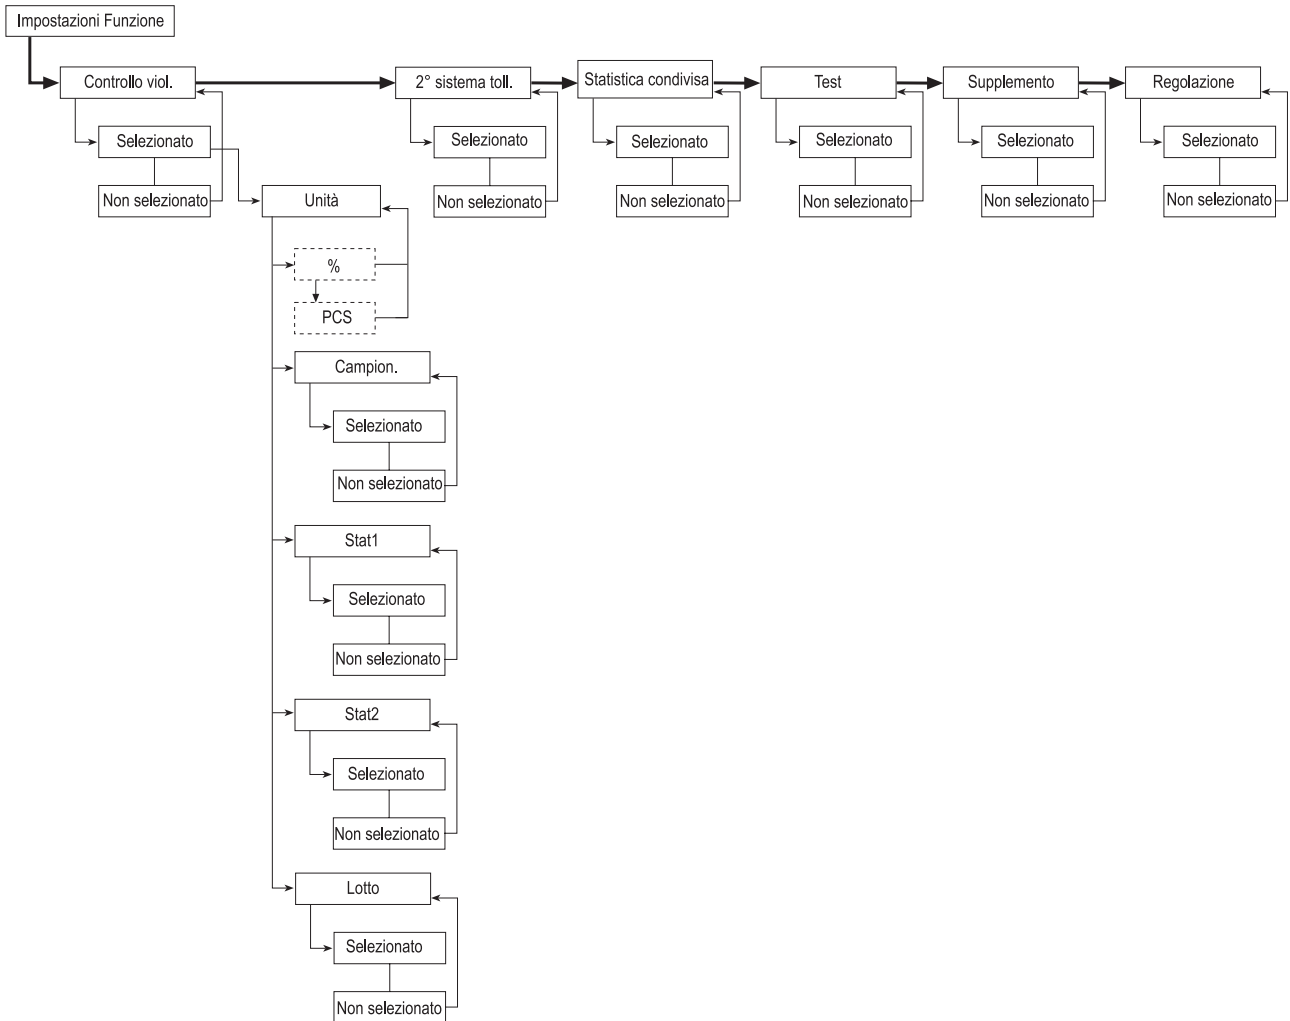 Impostazioni Funzione
Controllo viol.
2° sistema toll.
Statistica condivisa
Test
Supplemento
Regolazione
Selezionato
Selezionato
Selezionato
Selezionato
Selezionato
Selezionato
Non selezionato
Unità
Non selezionato
Non selezionato
Non selezionato
Non selezionato
Non selezionato
%
PCS
Campion.
Selezionato
Non selezionato
Stat1
Selezionato
Non selezionato
Stat2
Selezionato
Non selezionato
Lotto
Selezionato
Non selezionato